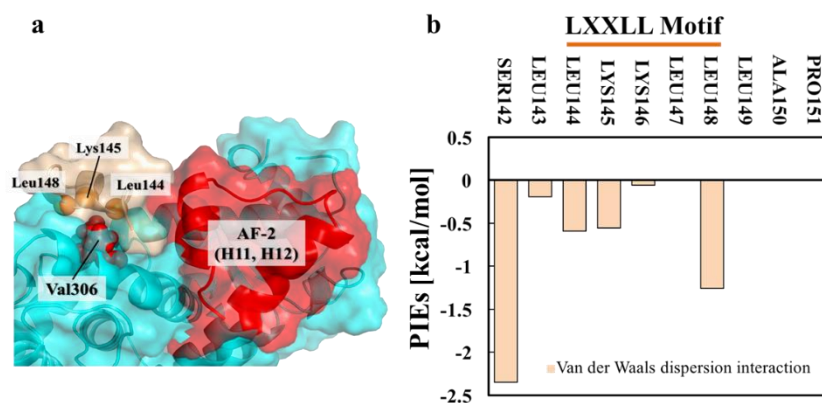 a
Lys145
Leu148
Leu144
AF-2
(H11, H12)
Val306
b
LXXLL Motif
SER142
LEU143
LEU144
LYS145
LYS146
LEU147
LEU148
LEU149
ALA150
PRO151
PIEs [kcal/mol]
0.5
0
-0.5
-1
-1.5
-2
-2.5
Van der Waals dispersion interaction